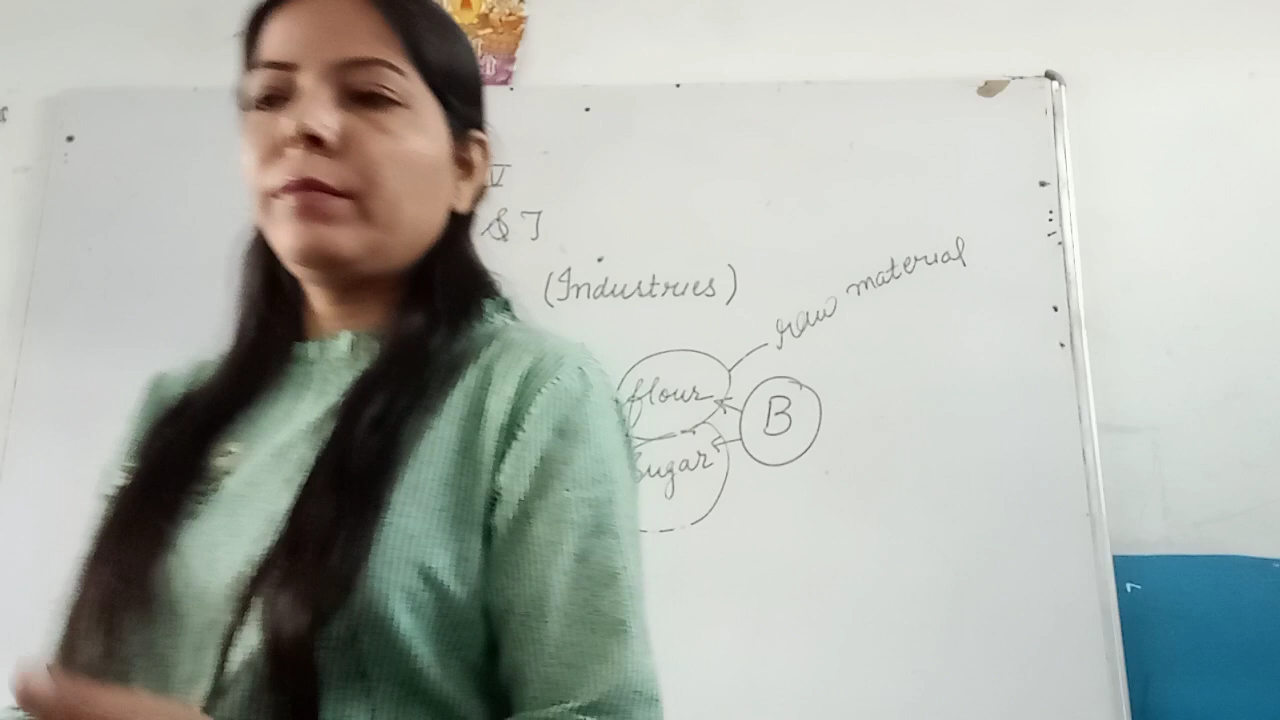 V
S T
(Industries)
raw material
flour
B
Sugar